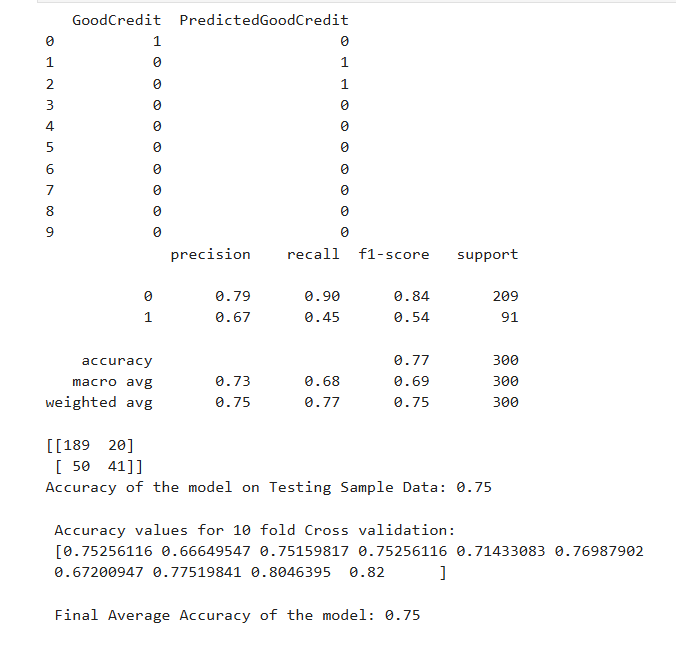 GoodCredit PredictedGoodCredit
0 1 0
1 0 1
2 0 1
3 0 0
4 0 0
5 0 0
6 0 0
7 0 0
8 0 0
9 0 0
precision recall f1-score support
0 0.79 0.90 0.84 209
1 0.67 0.45 0.54 91
accuracy 0.77 300
macro avg 0.73 0.68 0.69 300
weighted avg 0.75 0.77 0.75 300
[[189 20]
[ 50 41]]
Accuracy of the model on Testing Sample Data: 0.75
Accuracy values for 10 fold Cross validation:
[0.75256116 0.66649547 0.75159817 0.75256116 0.71433083 0.76987902
0.67200947 0.77519841 0.8046395 0.82 ]
Final Average Accuracy of the model: 0.75